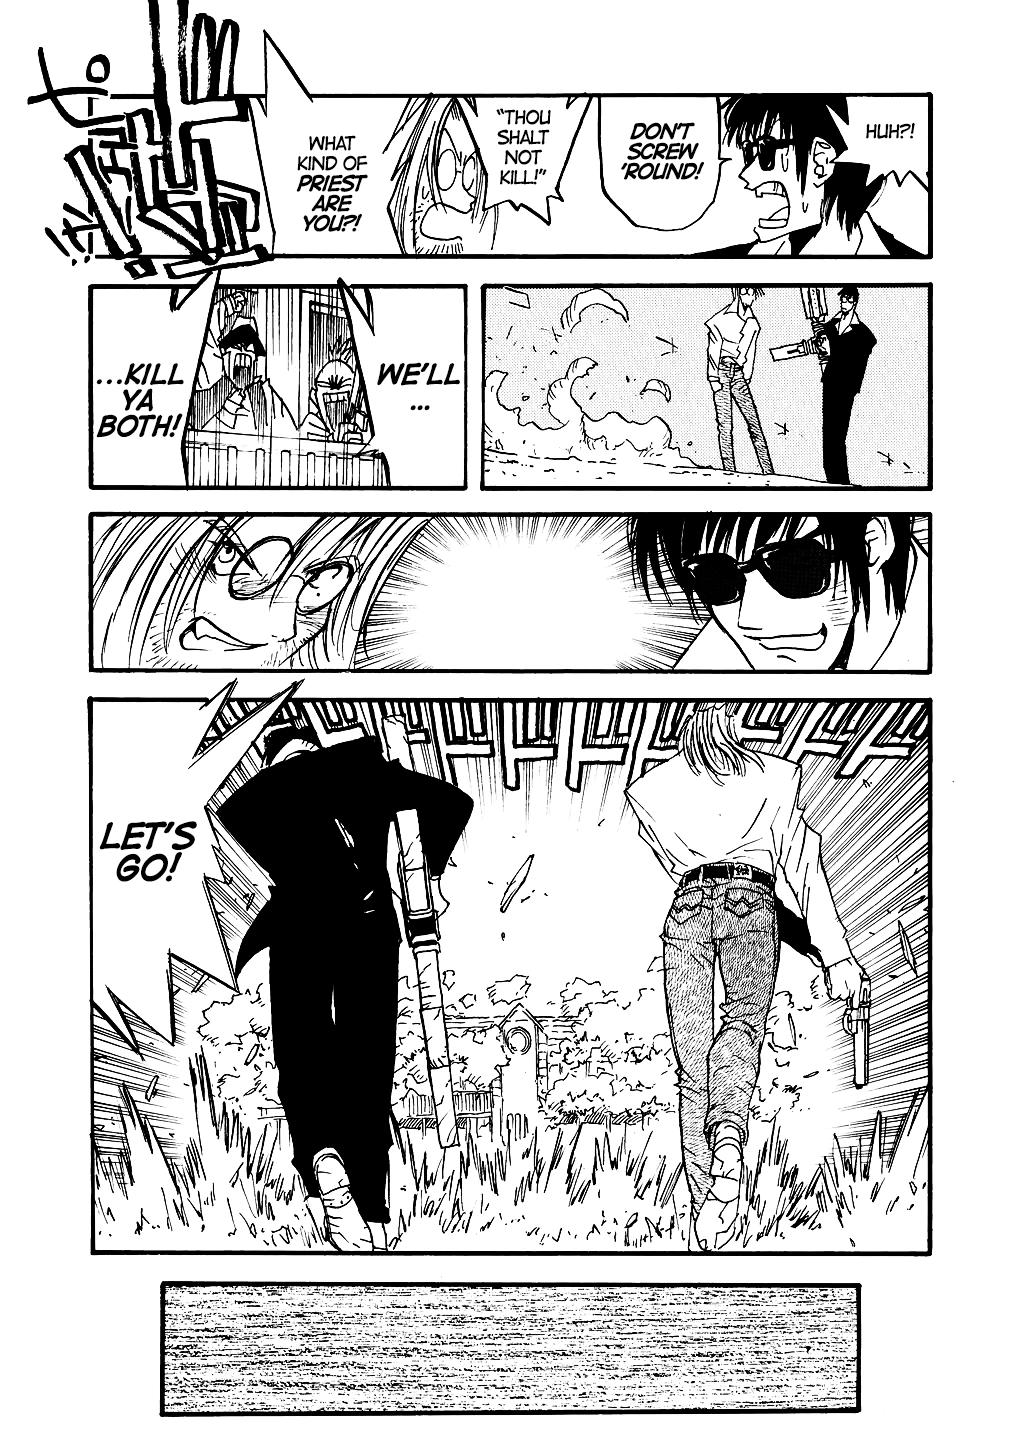 HUH?!
DON'T
SCREW
'ROUND!
"THOU
SHALT
NOT
KILL!"
WHAT
KIND OF
PRIEST
ARE
YOU?!
WE'LL
...
...KILL
YA
BOTH!
LET'S
GO!